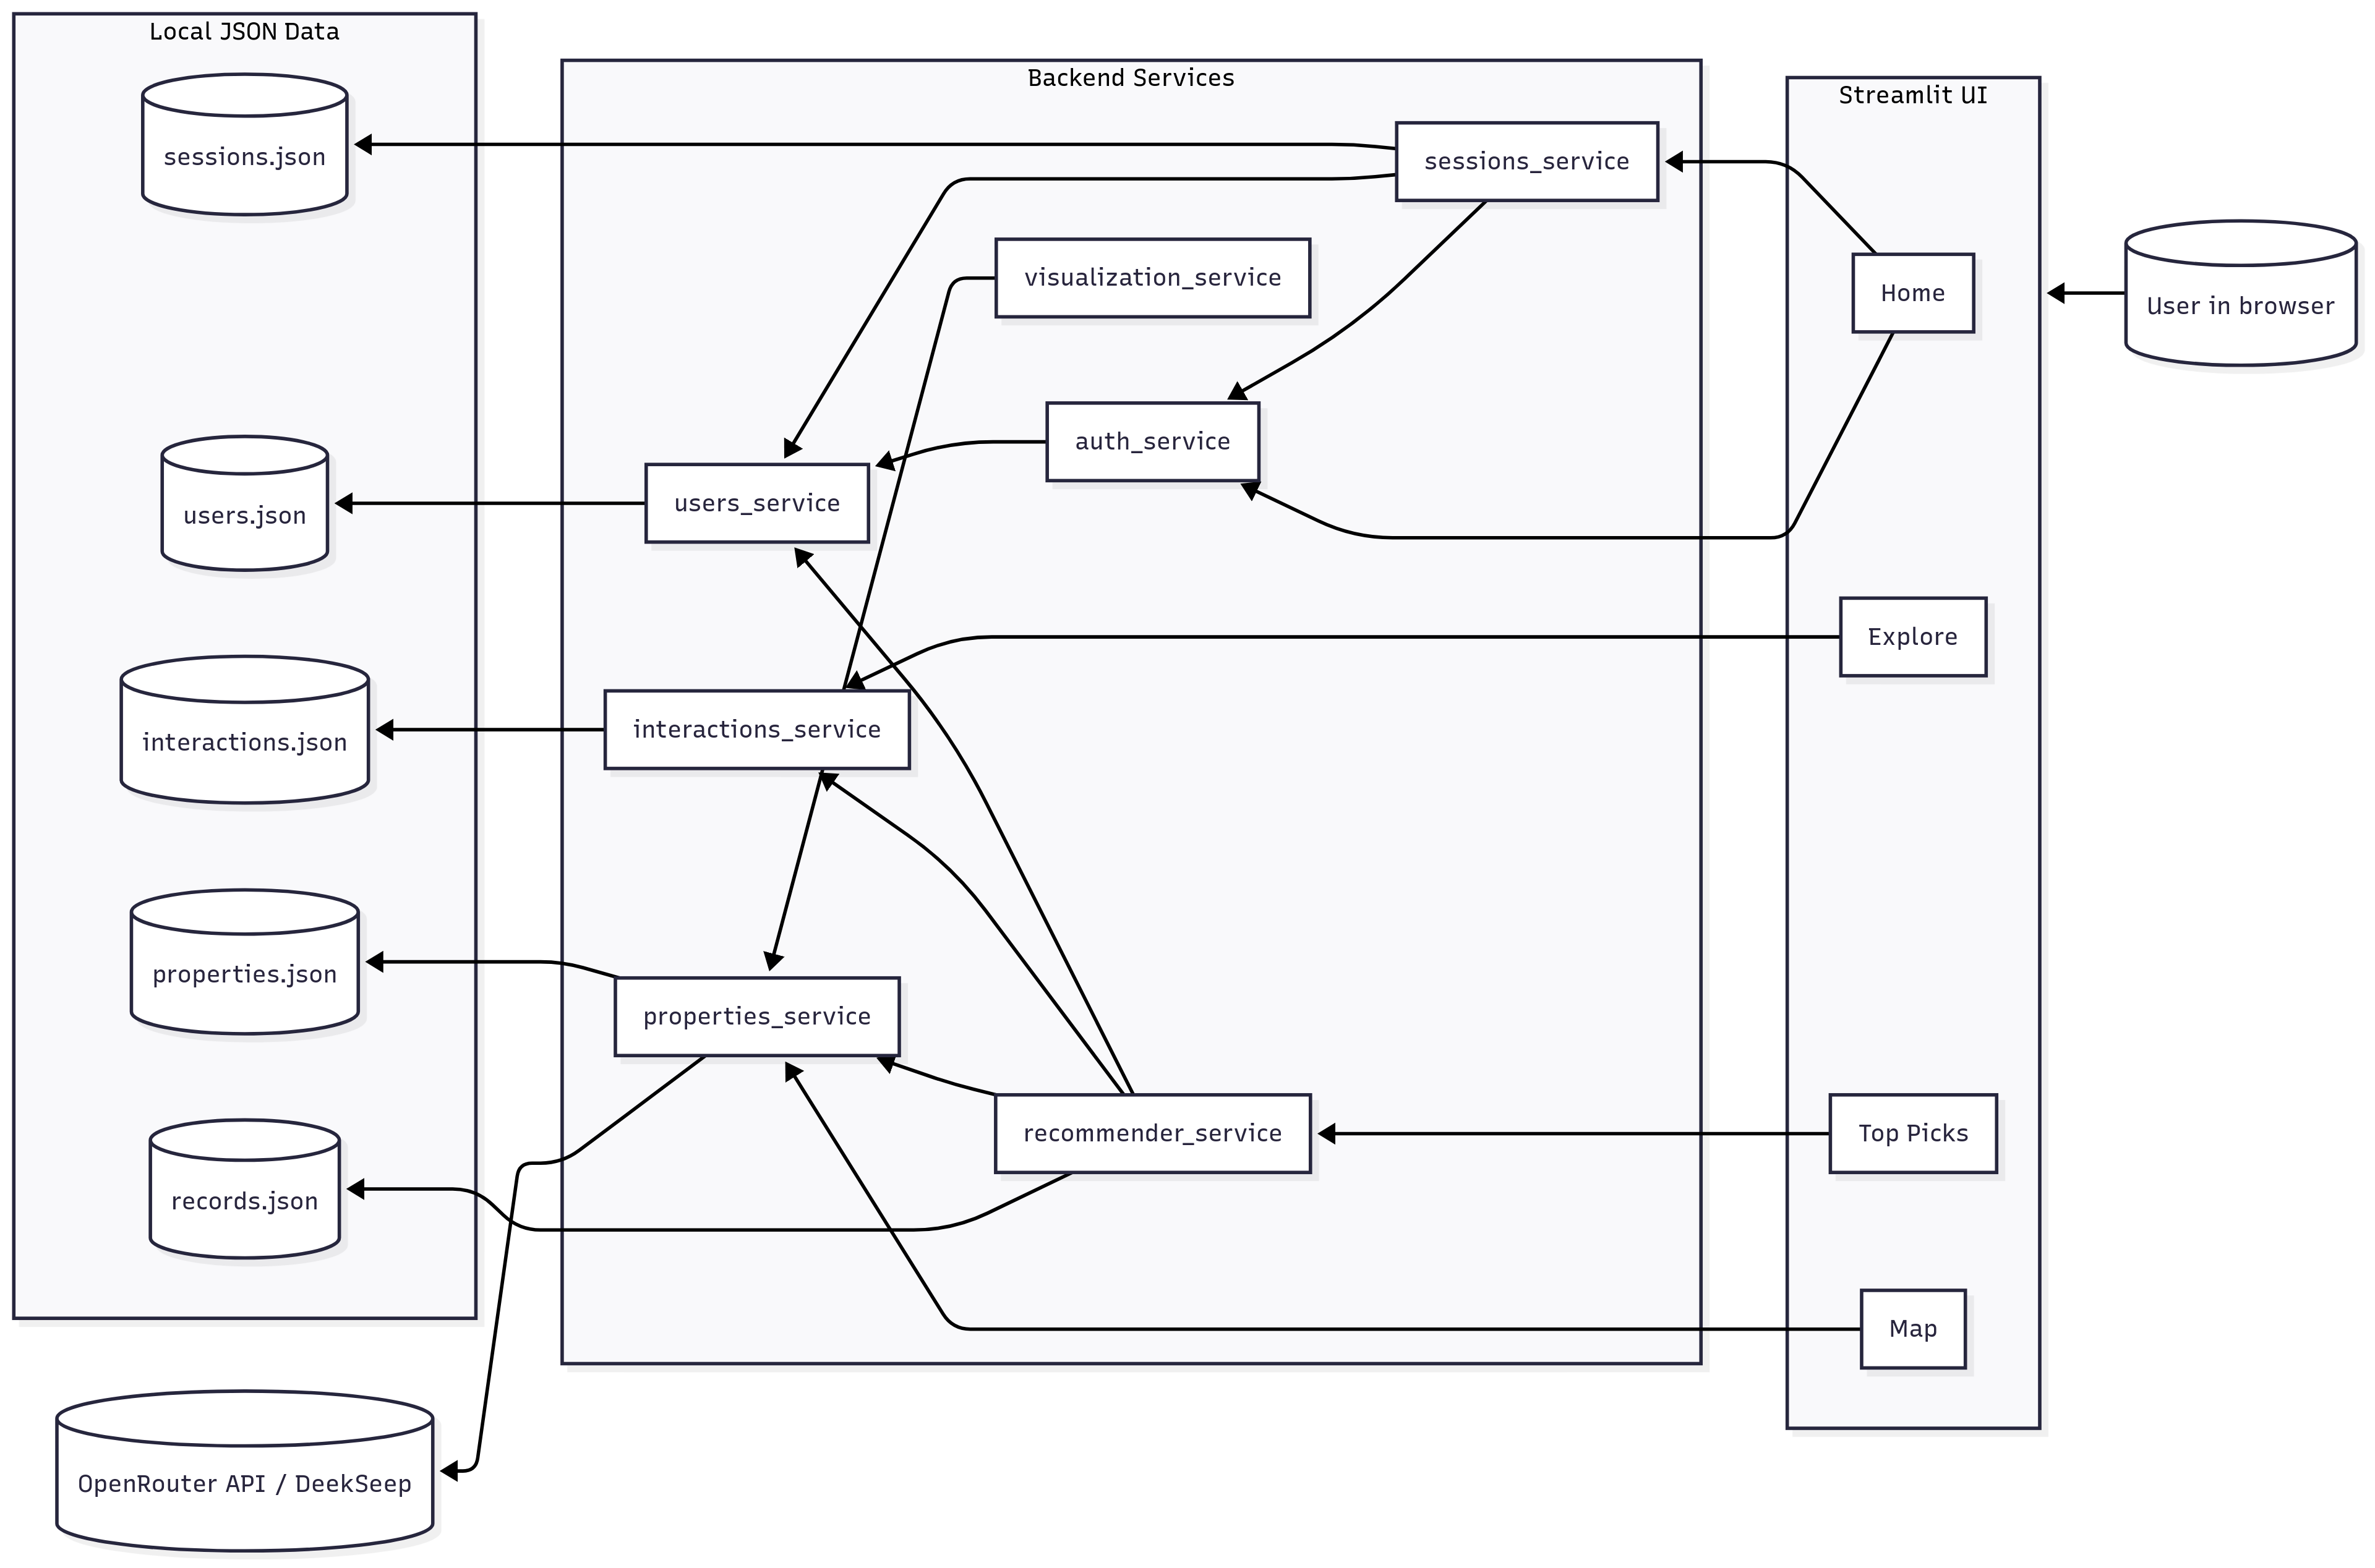 Local JSON Data
sessions.json
users.json
interactions.json
properties.json
records.json
OpenRouter API / DeekSeep
Backend Services
sessions_service
visualization_service
auth_service
users_service
interactions_service
properties_service
recommender_service
Streamlit UI
Home
Explore
Top Picks
Map
User in browser